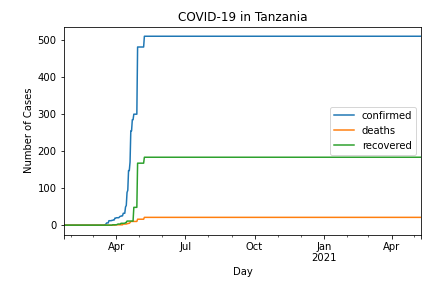 COVID-19 in Tanzania
Number of Cases
500
400
300
200
100
0
confirmed
deaths
recovered
Apr
Jul
Oct
Jan
2021
Apr
Day